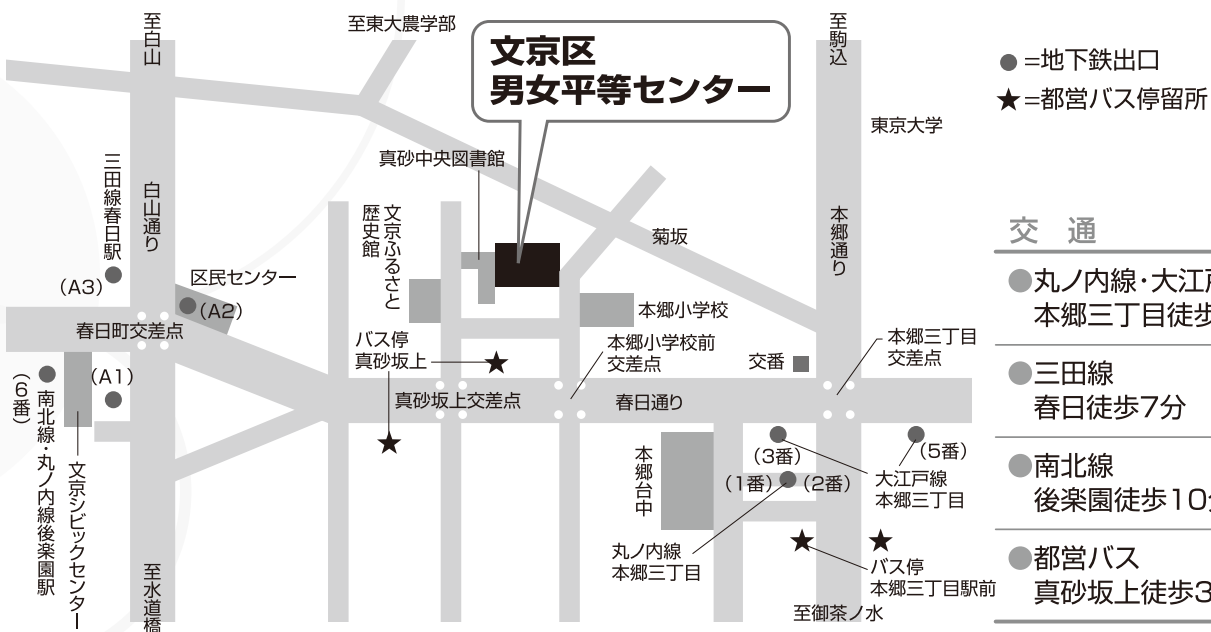 至白山
至東大農学部
文京区
男女平等センター
至駒込
●=地下鉄出口
★=都営バス停留所
東京大学
真砂中央図書館
三田線春日駅
白山通り
文京ふるさと
歴史館
本郷通り
菊坂
交 通
区民センター
(A3)
(A2)
本郷小学校
春日町交差点
バス停
真砂坂上
本郷小学校前
交差点
交番
本郷三丁目
交差点
(A1)
(6番)
南北線・丸ノ内線後楽園駅
文京シビックセンター
真砂坂上交差点
春日通り
本郷台中
(3番)
(5番)
(1番)
(2番)
大江戸線
本郷三丁目
丸ノ内線
本郷三丁目
バス停
本郷三丁目駅前
至水道橋
至御茶ノ水
●丸ノ内線・大江
本郷三丁目徒歩
●三田線
春日徒歩7分
●南北線
後楽園徒歩10
●都営バス
真砂坂上徒歩3